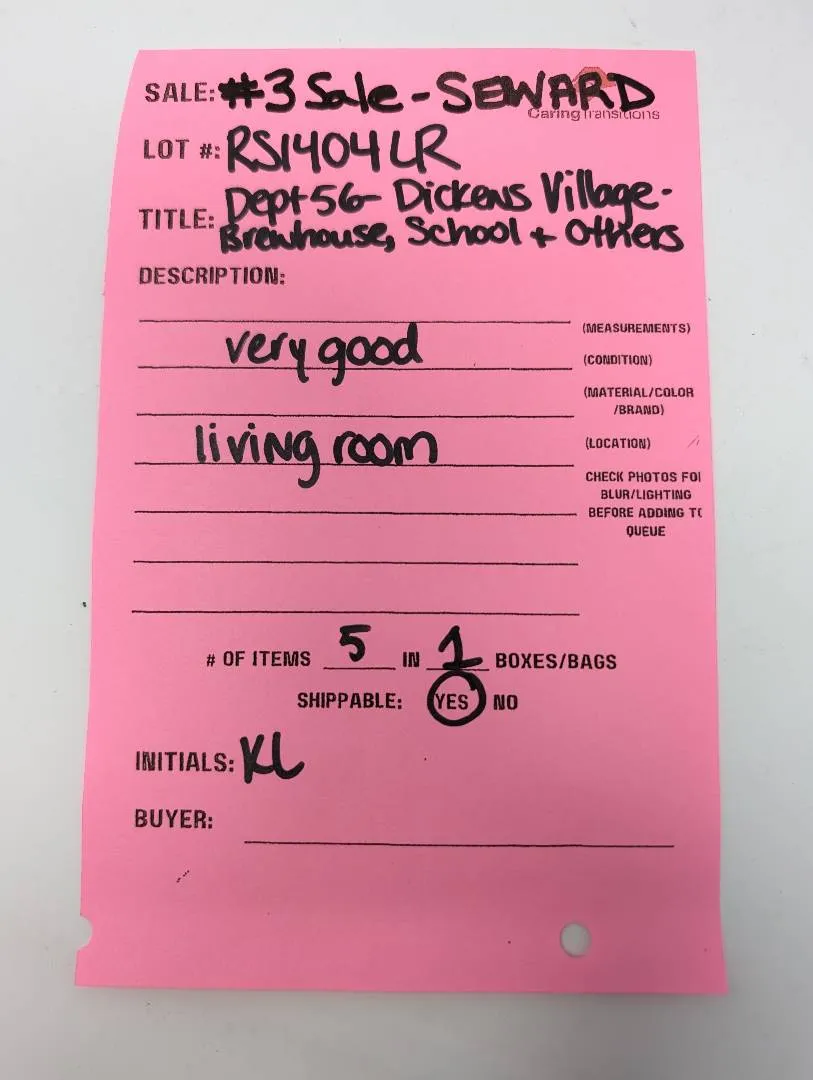 SALE: #3 Sale - SEWARD
Caring Transitions
LOT #: RS1404LR
TITLE: Dept 56 - Dickens Village -
Brewhouse, School + Others
DESCRIPTION:
(MEASUREMENTS)
very good (CONDITION)
(MATERIAL/COLOR
/BRAND)
living room (LOCATION)
CHECK PHOTOS FOR
BLUR/LIGHTING
BEFORE ADDING TO
QUEUE
# OF ITEMS 5 IN 1 BOXES/BAGS
SHIPPABLE: YES NO
INITIALS: KL
BUYER: